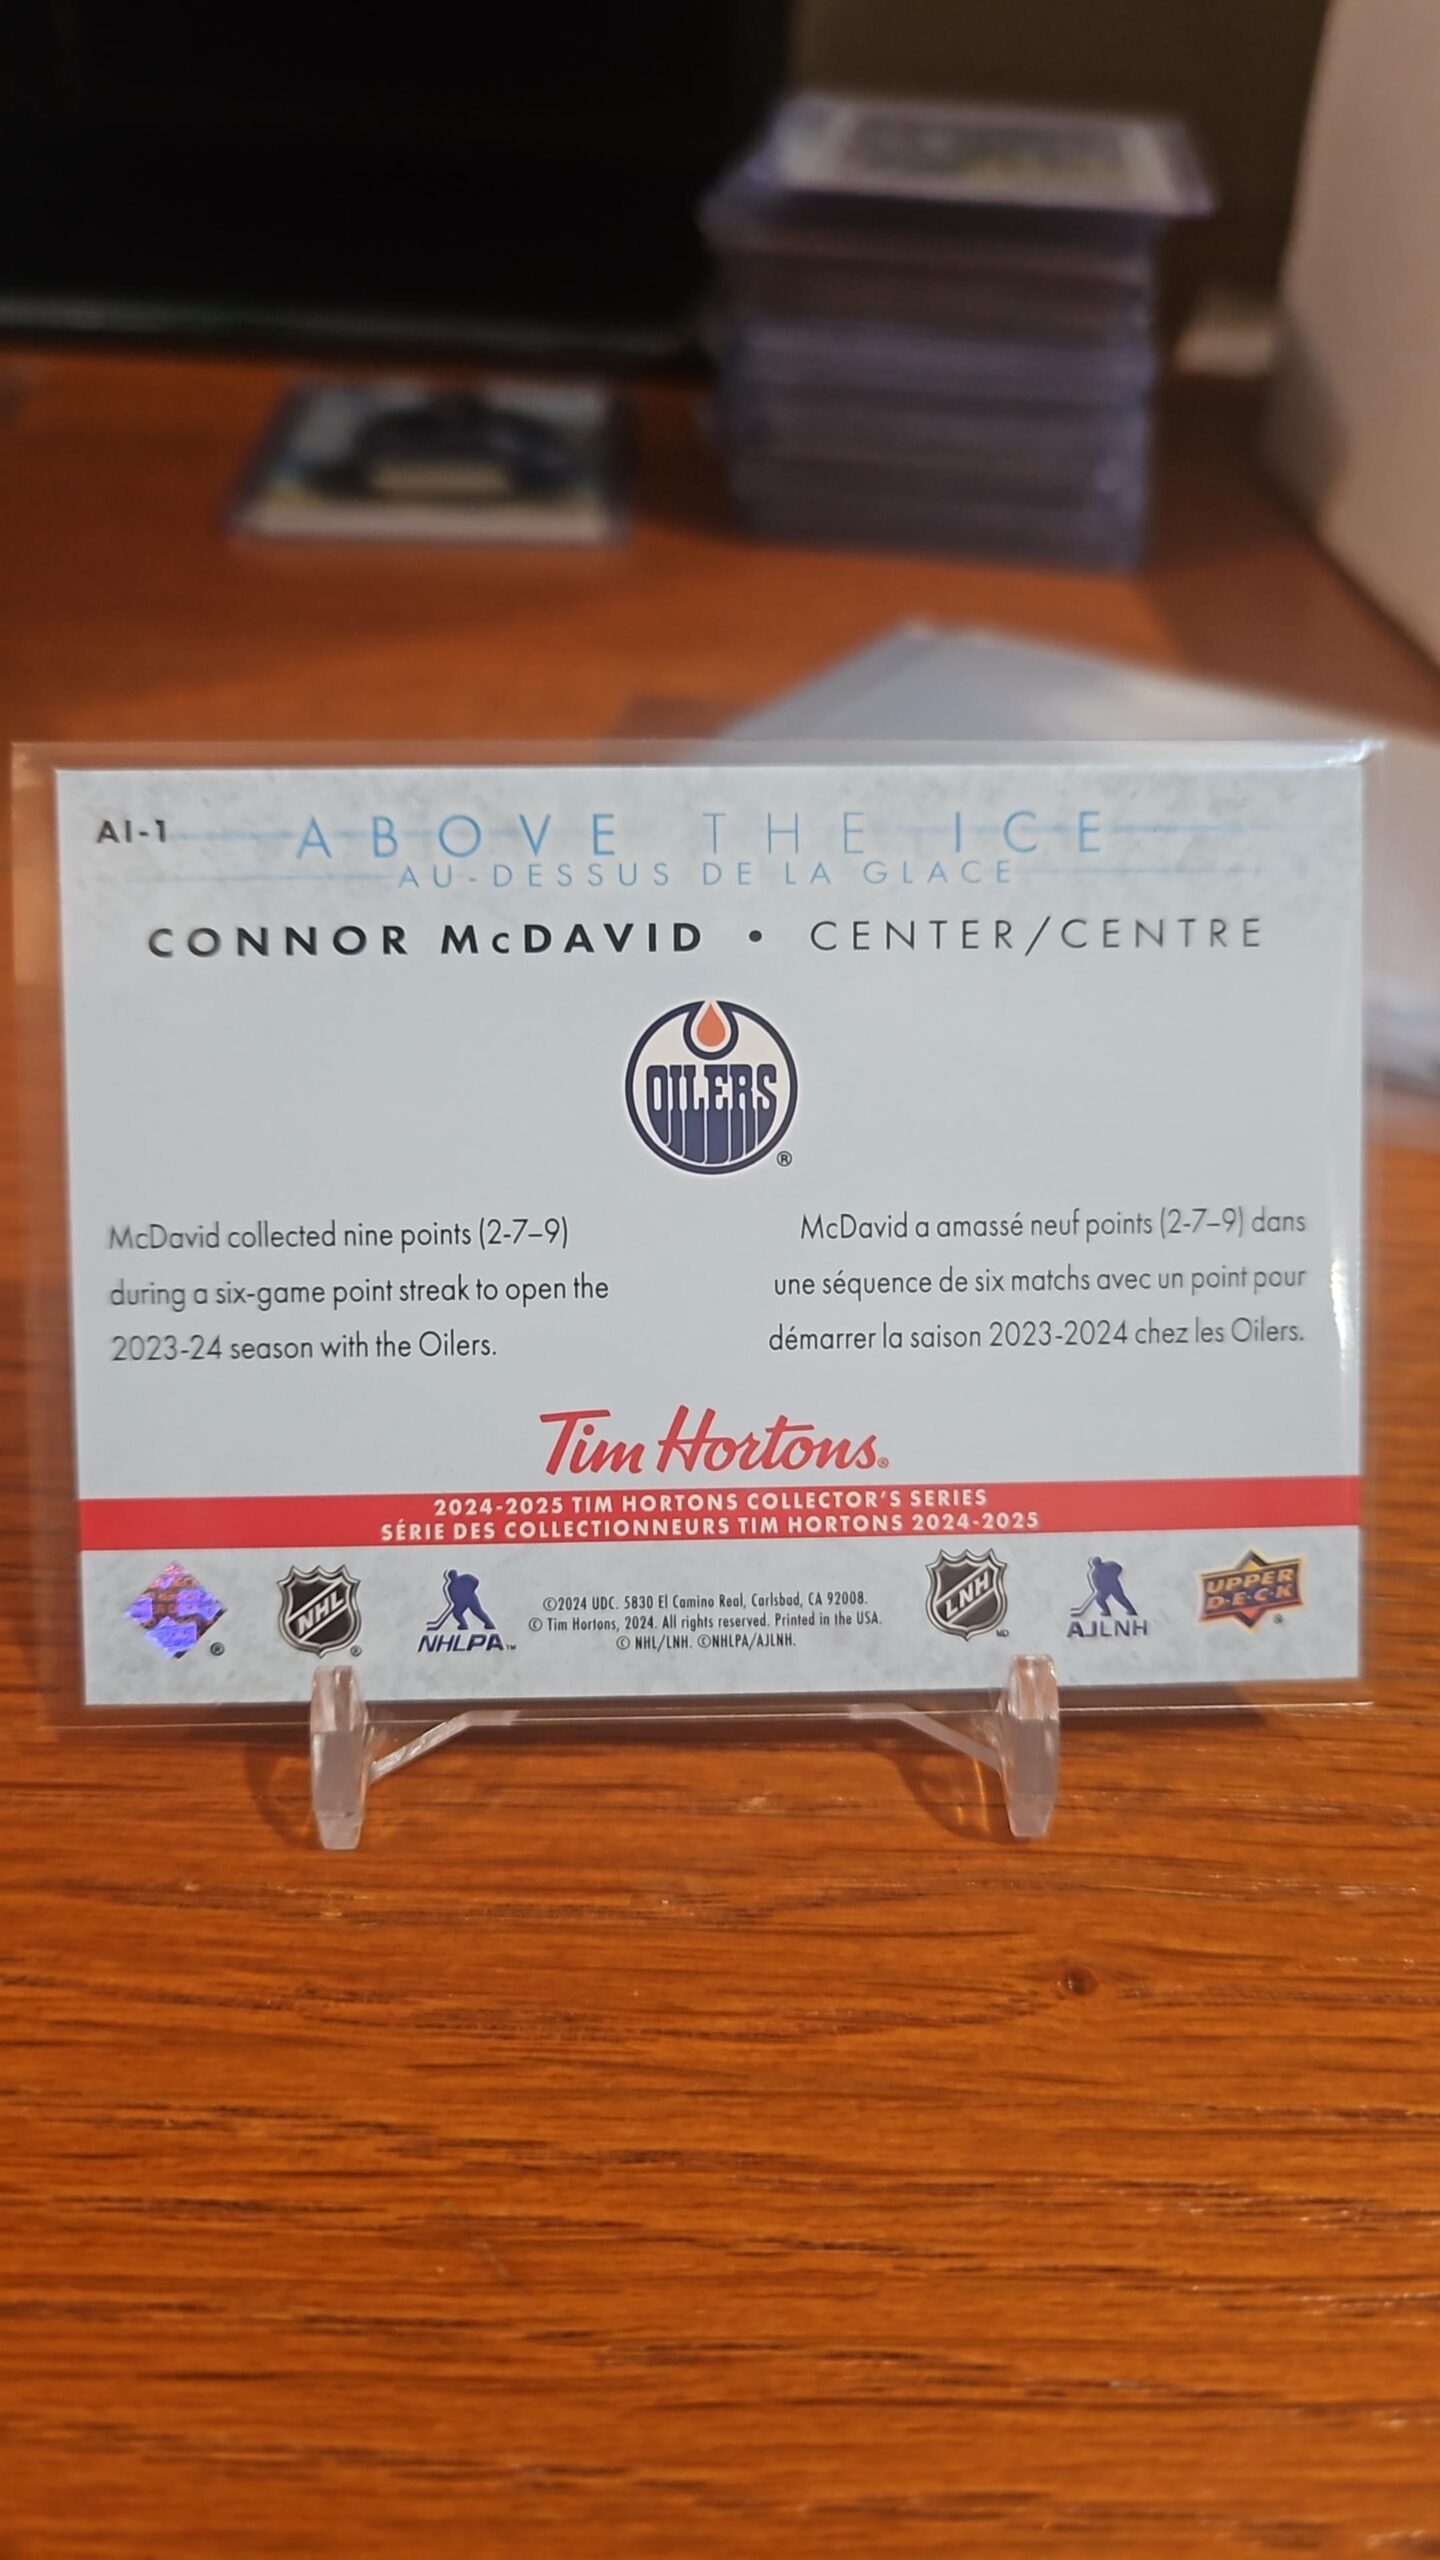 AI-1
ABOVE THE ICE
AU-DESSUS DE LA GLACE
CONNOR McDAVID • CENTER/CENTRE
OILERS
®
McDavid collected nine points (2-7–9)
during a six-game point streak to open the
2023-24 season with the Oilers.
McDavid a amassé neuf points (2-7–9) dans
une séquence de six matchs avec un point pour
démarrer la saison 2023-2024 chez les Oilers.
Tim Hortons®
2024-2025 TIM HORTONS COLLECTOR'S SERIES
SÉRIE DES COLLECTIONNEURS TIM HORTONS 2024-2025
®
NHL ®
NHLPA™
©2024 UDC. 5830 El Camino Real, Carlsbad, CA 92008.
© Tim Hortons, 2024. All rights reserved. Printed in the USA.
© NHL/LNH. ©NHLPA/AJLNH.
LNH MD
AJLNH
UPPER
D·E·C·K ®